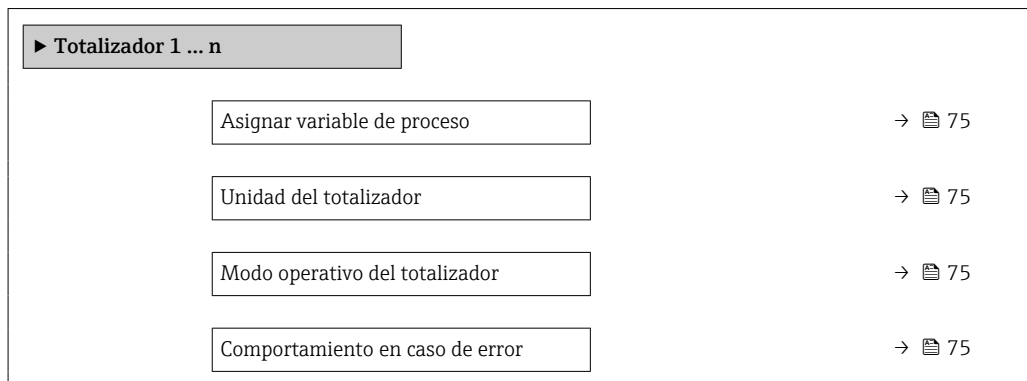 ▶ Totalizador 1 … n
Asignar variable de proceso → 75
Unidad del totalizador → 75
Modo operativo del totalizador → 75
Comportamiento en caso de error → 75